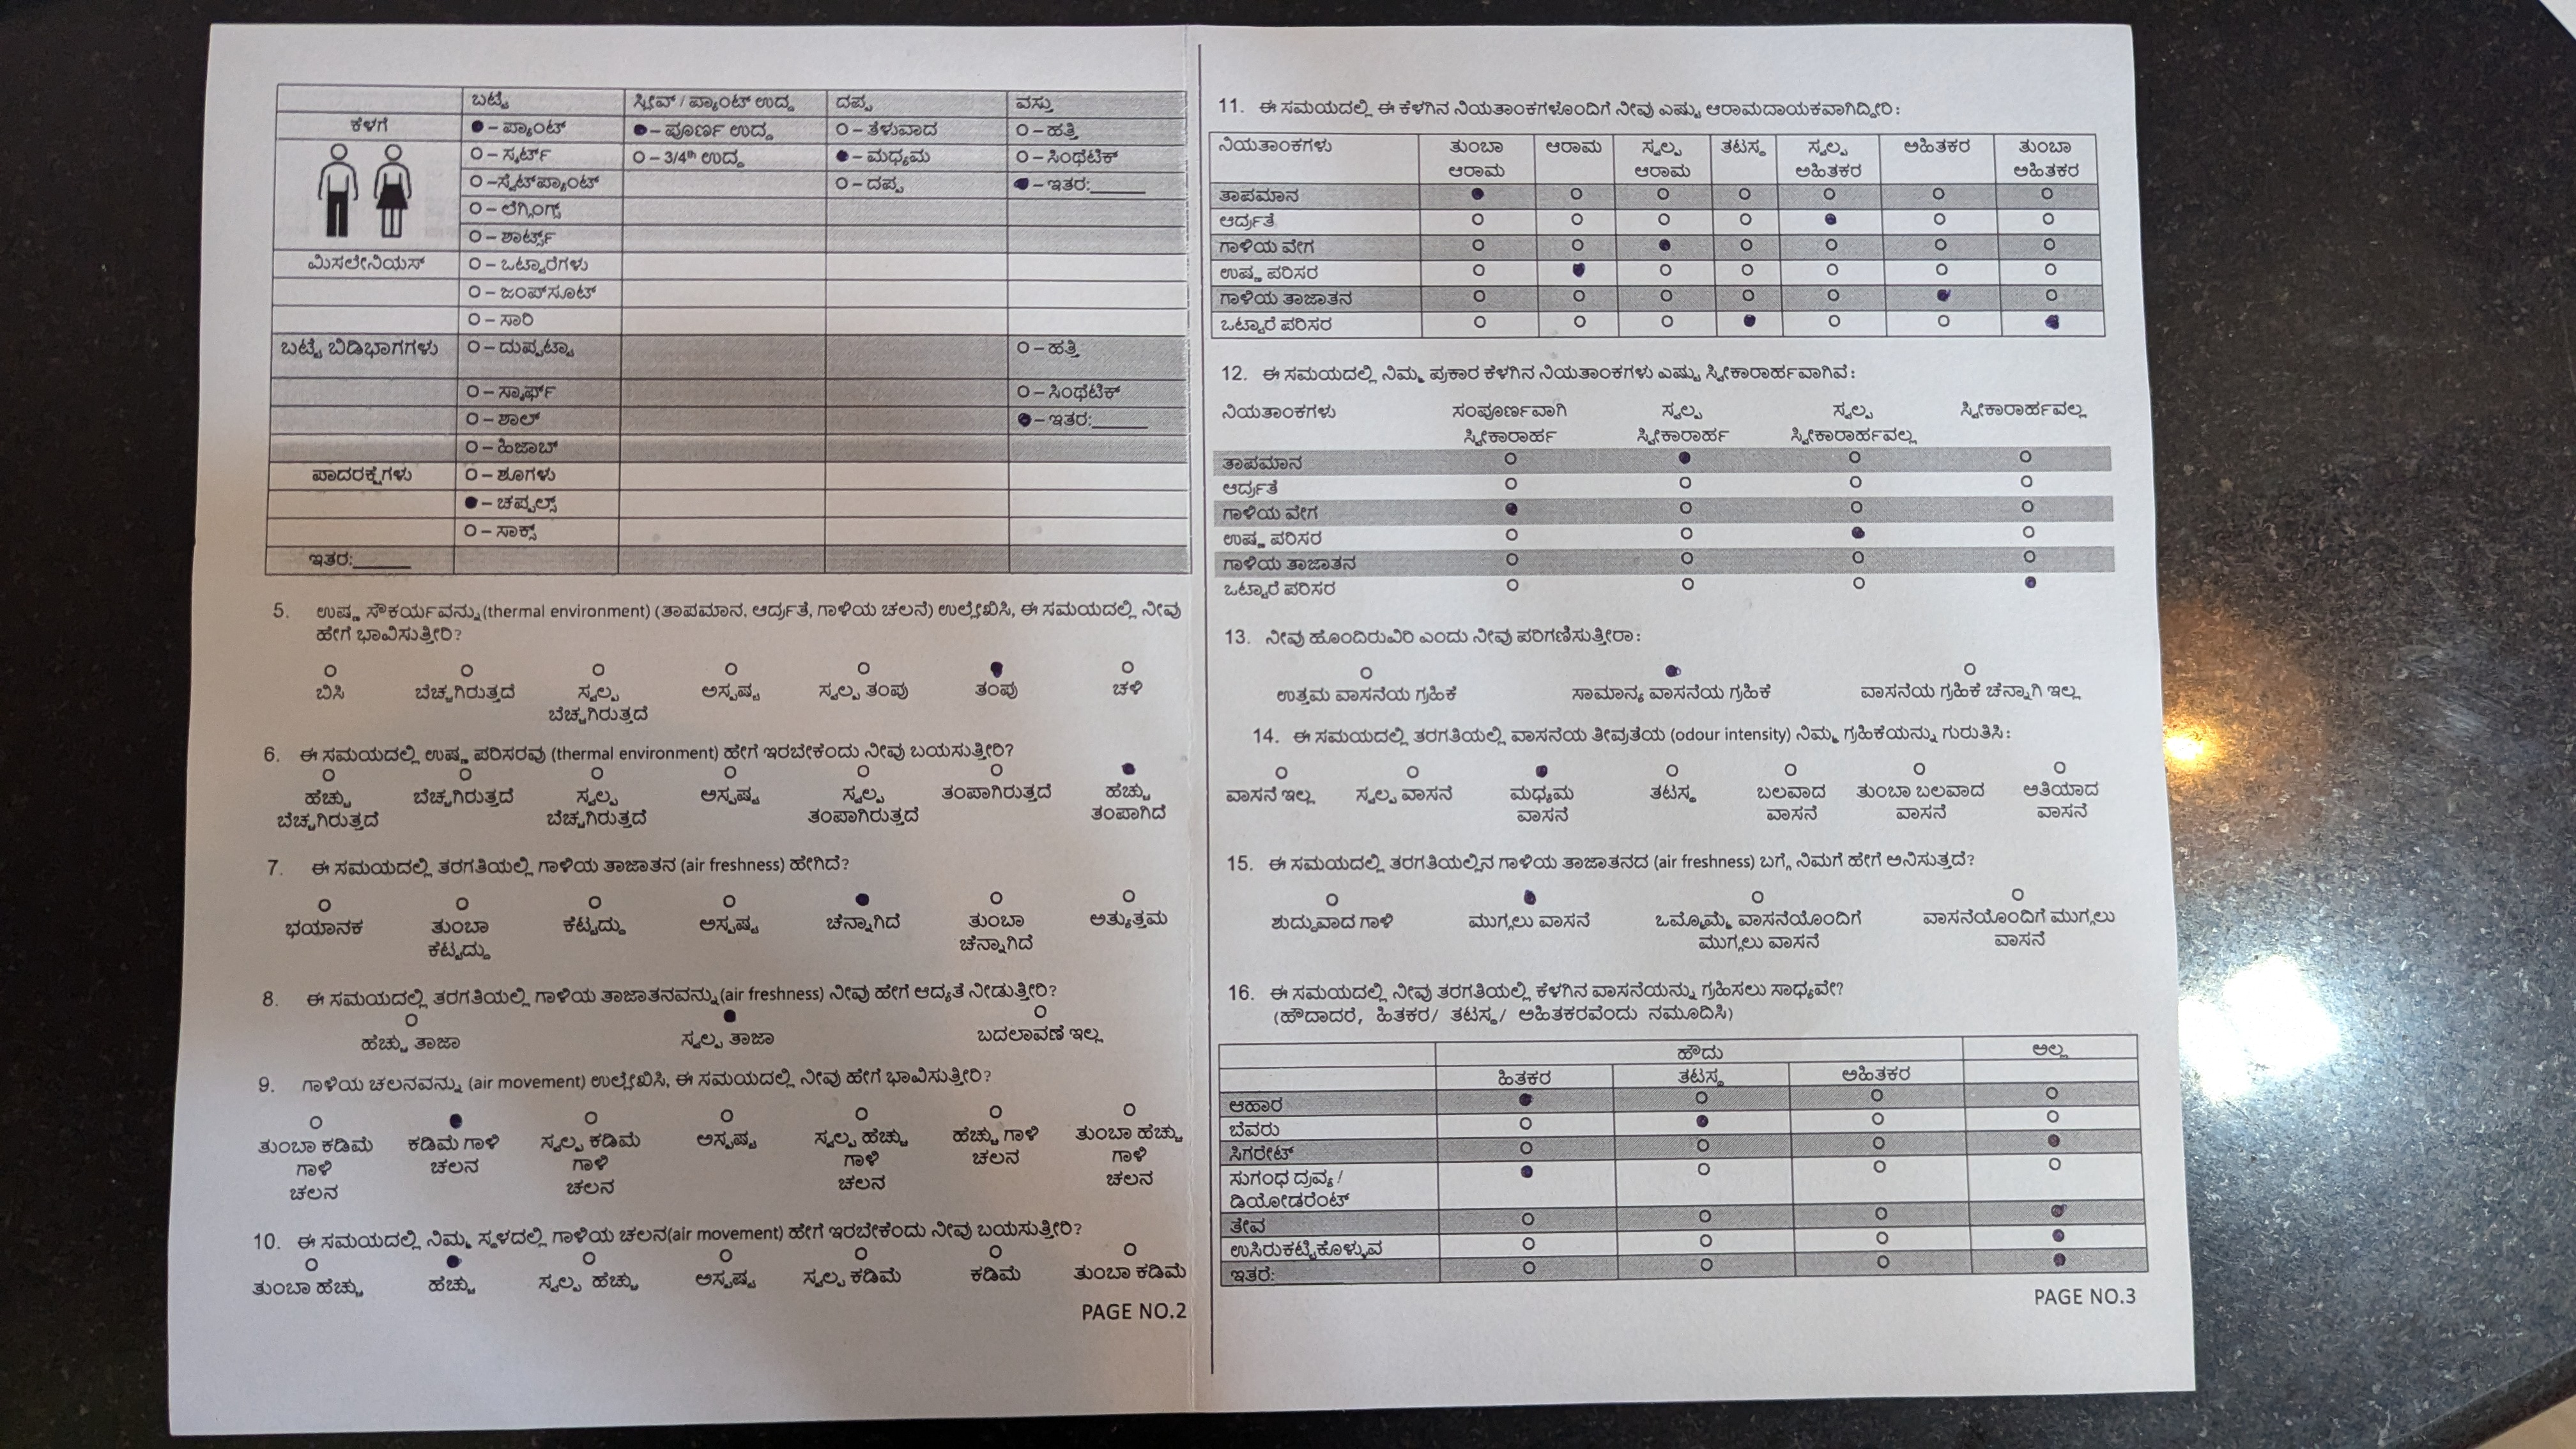 ಬಟ್ಟೆ ಸ್ಲೀವ್ / ಪ್ಯಾಂಟ್ ಉದ್ದ ದಪ್ಪ ವಸ್ತು
ಕೆಳಗೆ ●– ಪ್ಯಾಂಟ್ ●– ಪೂರ್ಣ ಉದ್ದ O – ತೆಳುವಾದ O – ಹತ್ತಿ
O – ಸ್ಕರ್ಟ್ O – 3/4th ಉದ್ದ ●– ಮಧ್ಯಮ O – ಸಿಂಥೆಟಿಕ್
O –ಸ್ವೆಟ್‌ಪ್ಯಾಂಟ್ O – ದಪ್ಪ ●– ಇತರ:______
O – ಲೆಗ್ಗಿಂಗ್ಸ್
O – ಶಾರ್ಟ್ಸ್
ಮಿಸಲೇನಿಯಸ್ O – ಒಟ್ಟಾರೆಗಳು
O – ಜಂಪ್‌ಸೂಟ್
O – ಸಾರಿ
ಬಟ್ಟೆ ಬಿಡಿಭಾಗಗಳು O – ದುಪ್ಪಟ್ಟಾ O – ಹತ್ತಿ
O – ಸ್ಕಾರ್ಫ್ O – ಸಿಂಥೆಟಿಕ್
O – ಶಾಲ್ ●– ಇತರ:______
O – ಹಿಜಾಬ್
ಪಾದರಕ್ಷೆಗಳು O – ಶೂಗಳು
●– ಚಪ್ಪಲ್ಸ್
O – ಸಾಕ್ಸ್
ಇತರ:______
5. ಉಷ್ಣ ಸೌಕರ್ಯವನ್ನು(thermal environment) (ತಾಪಮಾನ, ಆರ್ದ್ರತೆ, ಗಾಳಿಯ ಚಲನೆ) ಉಲ್ಲೇಖಿಸಿ, ಈ ಸಮಯದಲ್ಲಿ ನೀವು
ಹೇಗೆ ಭಾವಿಸುತ್ತೀರಿ?
O O O O O ● O
ಬಿಸಿ ಬೆಚ್ಚಗಿರುತ್ತದೆ ಸ್ವಲ್ಪ ಅಸ್ಪಷ್ಟ ಸ್ವಲ್ಪ ತಂಪು ತಂಪು ಚಳಿ
ಬೆಚ್ಚಗಿರುತ್ತದೆ
6. ಈ ಸಮಯದಲ್ಲಿ ಉಷ್ಣ ಪರಿಸರವು (thermal environment) ಹೇಗೆ ಇರಬೇಕೆಂದು ನೀವು ಬಯಸುತ್ತೀರಿ?
O O O O O O ●
ಹೆಚ್ಚು ಬೆಚ್ಚಗಿರುತ್ತದೆ ಸ್ವಲ್ಪ ಅಸ್ಪಷ್ಟ ಸ್ವಲ್ಪ ತಂಪಾಗಿರುತ್ತದೆ ಹೆಚ್ಚು
ಬೆಚ್ಚಗಿರುತ್ತದೆ ಬೆಚ್ಚಗಿರುತ್ತದೆ ತಂಪಾಗಿರುತ್ತದೆ ತಂಪಾಗಿದೆ
7. ಈ ಸಮಯದಲ್ಲಿ ತರಗತಿಯಲ್ಲಿ ಗಾಳಿಯ ತಾಜಾತನ (air freshness) ಹೇಗಿದೆ?
O O O O ● O O
ಭಯಾನಕ ತುಂಬಾ ಕೆಟ್ಟದ್ದು ಅಸ್ಪಷ್ಟ ಚೆನ್ನಾಗಿದೆ ತುಂಬಾ ಅತ್ಯುತ್ತಮ
ಕೆಟ್ಟದ್ದು ಚೆನ್ನಾಗಿದೆ
8. ಈ ಸಮಯದಲ್ಲಿ ತರಗತಿಯಲ್ಲಿ ಗಾಳಿಯ ತಾಜಾತನವನ್ನು(air freshness) ನೀವು ಹೇಗೆ ಆದ್ಯತೆ ನೀಡುತ್ತೀರಿ?
O ● O
ಹೆಚ್ಚು ತಾಜಾ ಸ್ವಲ್ಪ ತಾಜಾ ಬದಲಾವಣೆ ಇಲ್ಲ
9. ಗಾಳಿಯ ಚಲನವನ್ನು (air movement) ಉಲ್ಲೇಖಿಸಿ, ಈ ಸಮಯದಲ್ಲಿ ನೀವು ಹೇಗೆ ಭಾವಿಸುತ್ತೀರಿ?
O ● O O O O O
ತುಂಬಾ ಕಡಿಮೆ ಕಡಿಮೆ ಗಾಳಿ ಸ್ವಲ್ಪ ಕಡಿಮೆ ಅಸ್ಪಷ್ಟ ಸ್ವಲ್ಪ ಹೆಚ್ಚು ಹೆಚ್ಚು ಗಾಳಿ ತುಂಬಾ ಹೆಚ್ಚು
ಗಾಳಿ ಚಲನ ಗಾಳಿ ಗಾಳಿ ಚಲನ ಗಾಳಿ
ಚಲನ ಚಲನ ಚಲನ ಚಲನ
10. ಈ ಸಮಯದಲ್ಲಿ ನಿಮ್ಮ ಸ್ಥಳದಲ್ಲಿ ಗಾಳಿಯ ಚಲನ(air movement) ಹೇಗೆ ಇರಬೇಕೆಂದು ನೀವು ಬಯಸುತ್ತೀರಿ?
O ● O O O O O
ತುಂಬಾ ಹೆಚ್ಚು ಹೆಚ್ಚು ಸ್ವಲ್ಪ ಹೆಚ್ಚು ಅಸ್ಪಷ್ಟ ಸ್ವಲ್ಪ ಕಡಿಮೆ ಕಡಿಮೆ ತುಂಬಾ ಕಡಿಮೆ
PAGE NO.2
11. ಈ ಸಮಯದಲ್ಲಿ ಈ ಕೆಳಗಿನ ನಿಯತಾಂಕಗಳೊಂದಿಗೆ ನೀವು ಎಷ್ಟು ಆರಾಮದಾಯಕವಾಗಿದ್ದೀರಿ:
ನಿಯತಾಂಕಗಳು ತುಂಬಾ ಆರಾಮ ಸ್ವಲ್ಪ ತಟಸ್ಥ ಸ್ವಲ್ಪ ಅಹಿತಕರ ತುಂಬಾ
ಆರಾಮ ಆರಾಮ ಅಹಿತಕರ ಅಹಿತಕರ
ತಾಪಮಾನ ● O O O O O O
ಆರ್ದ್ರತೆ O O O O ● O O
ಗಾಳಿಯ ವೇಗ O O ● O O O O
ಉಷ್ಣ ಪರಿಸರ O ● O O O O O
ಗಾಳಿಯ ತಾಜಾತನ O O O O O ● O
ಒಟ್ಟಾರೆ ಪರಿಸರ O O O ● O O ●
12. ಈ ಸಮಯದಲ್ಲಿ ನಿಮ್ಮ ಪ್ರಕಾರ ಕೆಳಗಿನ ನಿಯತಾಂಕಗಳು ಎಷ್ಟು ಸ್ವೀಕಾರಾರ್ಹವಾಗಿವೆ:
ನಿಯತಾಂಕಗಳು ಸಂಪೂರ್ಣವಾಗಿ ಸ್ವಲ್ಪ ಸ್ವಲ್ಪ ಸ್ವೀಕಾರಾರ್ಹವಲ್ಲ
ಸ್ವೀಕಾರಾರ್ಹ ಸ್ವೀಕಾರಾರ್ಹ ಸ್ವೀಕಾರಾರ್ಹವಲ್ಲ
ತಾಪಮಾನ O ● O O
ಆರ್ದ್ರತೆ O O O O
ಗಾಳಿಯ ವೇಗ ● O O O
ಉಷ್ಣ ಪರಿಸರ O O ● O
ಗಾಳಿಯ ತಾಜಾತನ O O O O
ಒಟ್ಟಾರೆ ಪರಿಸರ O O O ●
13. ನೀವು ಹೊಂದಿರುವಿರಿ ಎಂದು ನೀವು ಪರಿಗಣಿಸುತ್ತೀರಾ:
O ● O
ಉತ್ತಮ ವಾಸನೆಯ ಗ್ರಹಿಕೆ ಸಾಮಾನ್ಯ ವಾಸನೆಯ ಗ್ರಹಿಕೆ ವಾಸನೆಯ ಗ್ರಹಿಕೆ ಚೆನ್ನಾಗಿ ಇಲ್ಲ
14. ಈ ಸಮಯದಲ್ಲಿ ತರಗತಿಯಲ್ಲಿ ವಾಸನೆಯ ತೀವ್ರತೆಯ (odour intensity) ನಿಮ್ಮ ಗ್ರಹಿಕೆಯನ್ನು ಗುರುತಿಸಿ:
O O ● O O O O
ವಾಸನೆ ಇಲ್ಲ ಸ್ವಲ್ಪ ವಾಸನೆ ಮಧ್ಯಮ ತಟಸ್ಥ ಬಲವಾದ ತುಂಬಾ ಬಲವಾದ ಅತಿಯಾದ
ವಾಸನೆ ವಾಸನೆ ವಾಸನೆ ವಾಸನೆ
15. ಈ ಸಮಯದಲ್ಲಿ ತರಗತಿಯಲ್ಲಿನ ಗಾಳಿಯ ತಾಜಾತನದ (air freshness) ಬಗ್ಗೆ ನಿಮಗೆ ಹೇಗೆ ಅನಿಸುತ್ತದೆ?
O ● O O
ಶುದ್ಧವಾದ ಗಾಳಿ ಮುಗ್ಗಲು ವಾಸನೆ ಒಮ್ಮೊಮ್ಮೆ ವಾಸನೆಯೊಂದಿಗೆ ವಾಸನೆಯೊಂದಿಗೆ ಮುಗ್ಗಲು
ಮುಗ್ಗಲು ವಾಸನೆ ವಾಸನೆ
16. ಈ ಸಮಯದಲ್ಲಿ ನೀವು ತರಗತಿಯಲ್ಲಿ ಕೆಳಗಿನ ವಾಸನೆಯನ್ನು ಗ್ರಹಿಸಲು ಸಾಧ್ಯವೇ?
(ಹೌದಾದರೆ, ಹಿತಕರ/ ತಟಸ್ಥ/ ಅಹಿತಕರವೆಂದು ನಮೂದಿಸಿ)
ಹೌದು ಅಲ್ಲ
ಹಿತಕರ ತಟಸ್ಥ ಅಹಿತಕರ
ಆಹಾರ ● O O O
ಬೆವರು O ● O O
ಸಿಗರೇಟ್ O O O ●
ಸುಗಂಧ ದ್ರವ್ಯ / ● O O O
ಡಿಯೋಡರೆಂಟ್
ತೇವ O O O ●
ಉಸಿರುಕಟ್ಟಿಕೊಳ್ಳುವ O O O ●
ಇತರೆ: O O O ●
PAGE NO.3